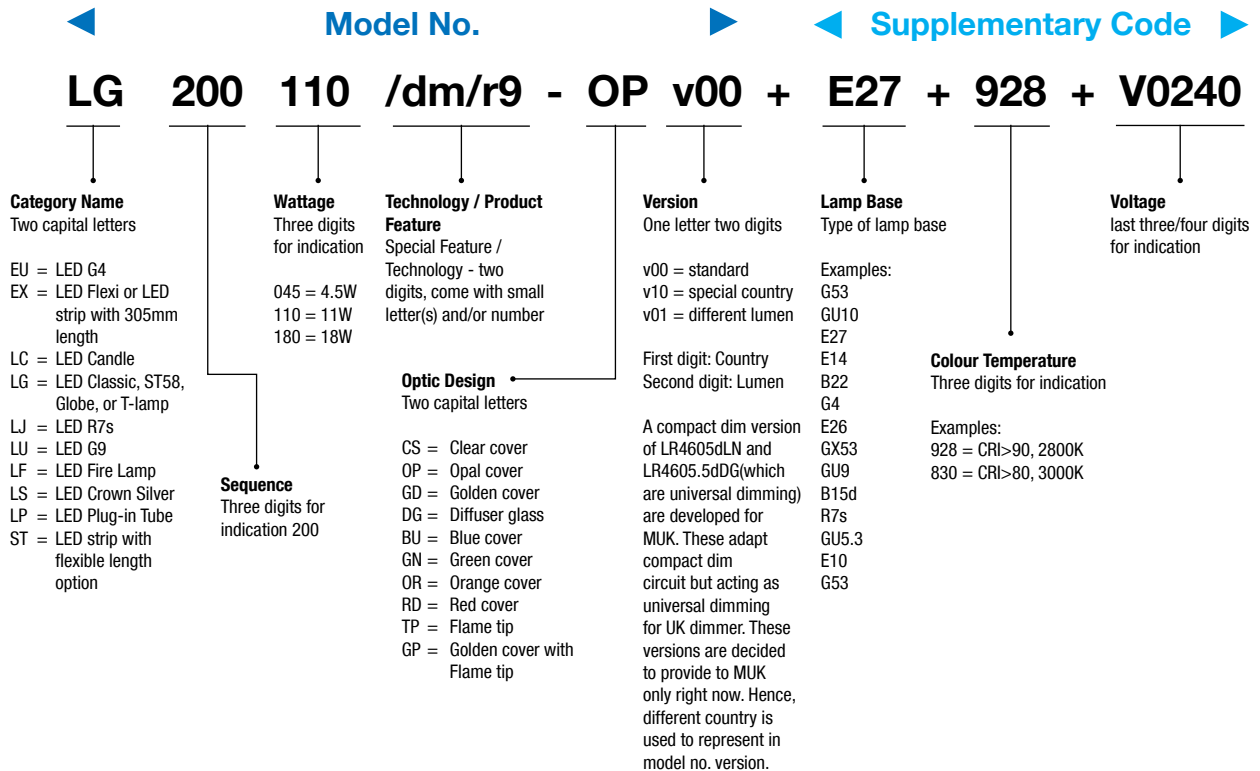 Model No.
Supplementary Code
LG 200 110 /dm/r9 - OP v00 + E27 + 928 + V0240
Category Name
Two capital letters
EU = LED G4
EX = LED Flexi or LED
strip with 305mm
length
LC = LED Candle
LG = LED Classic, ST58,
Globe, or T-lamp
LJ = LED R7s
LU = LED G9
LF = LED Fire Lamp
LS = LED Crown Silver
LP = LED Plug-in Tube
ST = LED strip with
flexible length
option
Sequence
Three digits for
indication 200
Wattage
Three digits
for indication
045 = 4.5W
110 = 11W
180 = 18W
Technology / Product
Feature
Special Feature /
Technology - two
digits, come with small
letter(s) and/or number
Optic Design
Two capital letters
CS = Clear cover
OP = Opal cover
GD = Golden cover
DG = Diffuser glass
BU = Blue cover
GN = Green cover
OR = Orange cover
RD = Red cover
TP = Flame tip
GP = Golden cover with
Flame tip
Version
One letter two digits
v00 = standard
v10 = special country
v01 = different lumen
First digit: Country
Second digit: Lumen
A compact dim version
of LR4605dLN and
LR4605.5dDG(which
are universal dimming)
are developed for
MUK. These adapt
compact dim
circuit but acting as
universal dimming
for UK dimmer. These
versions are decided
to provide to MUK
only right now. Hence,
different country is
used to represent in
model no. version.
Lamp Base
Type of lamp base
Examples:
G53
GU10
E27
E14
B22
G4
E26
GX53
GU9
B15d
R7s
GU5.3
E10
G53
Colour Temperature
Three digits for indication
Examples:
928 = CRI>90, 2800K
830 = CRI>80, 3000K
Voltage
last three/four digits
for indication